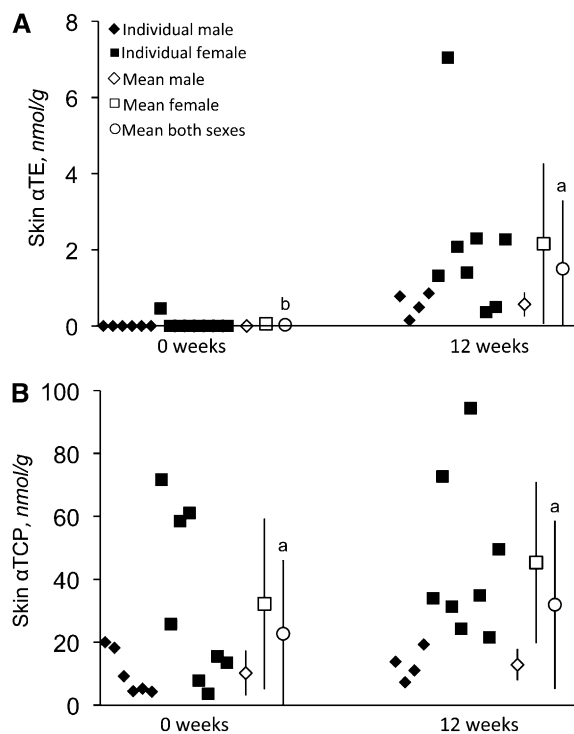 A
Skin αTE, nmol/g
8
6
4
2
0
Individual male
Individual female
Mean male
Mean female
Mean both sexes
b
a
0 weeks
12 weeks
B
Skin αTCP, nmol/g
100
80
60
40
20
0
a
a
0 weeks
12 weeks